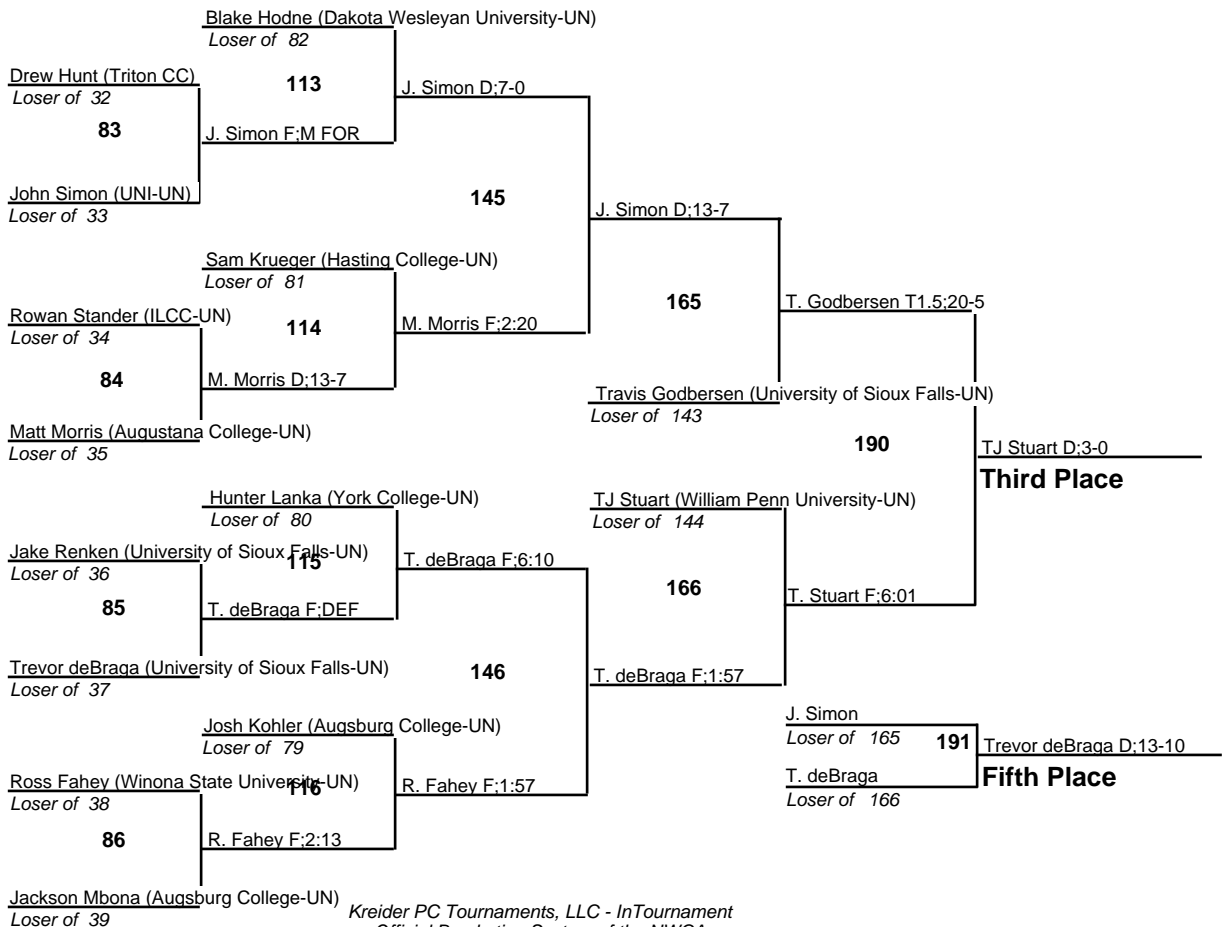 Blake Hodne (Dakota Wesleyan University-UN)
Loser of 82
Drew Hunt (Triton CC)
Loser of 32
113
J. Simon D;7-0
83
J. Simon F;M FOR
John Simon (UNI-UN)
Loser of 33
145
J. Simon D;13-7
Sam Krueger (Hasting College-UN)
Loser of 81
Rowan Stander (ILCC-UN)
Loser of 34
114
M. Morris F;2:20
165
T. Godbersen T1.5;20-5
84
M. Morris D;13-7
Travis Godbersen (University of Sioux Falls-UN)
Loser of 143
Matt Morris (Augustana College-UN)
Loser of 35
190
TJ Stuart D;3-0
Third Place
Hunter Lanka (York College-UN)
Loser of 80
TJ Stuart (William Penn University-UN)
Loser of 144
Jake Renken (University of Sioux Falls-UN)
Loser of 36
115
T. deBraga F;6:10
166
T. Stuart F;6:01
85
T. deBraga F;DEF
Trevor deBraga (University of Sioux Falls-UN)
Loser of 37
146
T. deBraga F;1:57
Josh Kohler (Augsburg College-UN)
Loser of 79
J. Simon
Loser of 165
191
Trevor deBraga D;13-10
Fifth Place
Ross Fahey (Winona State University-UN)
Loser of 38
116
R. Fahey F;1:57
T. deBraga
Loser of 166
86
R. Fahey F;2:13
Jackson Mbona (Augsburg College-UN)
Loser of 39
Kreider PC Tournaments, LLC - InTournament